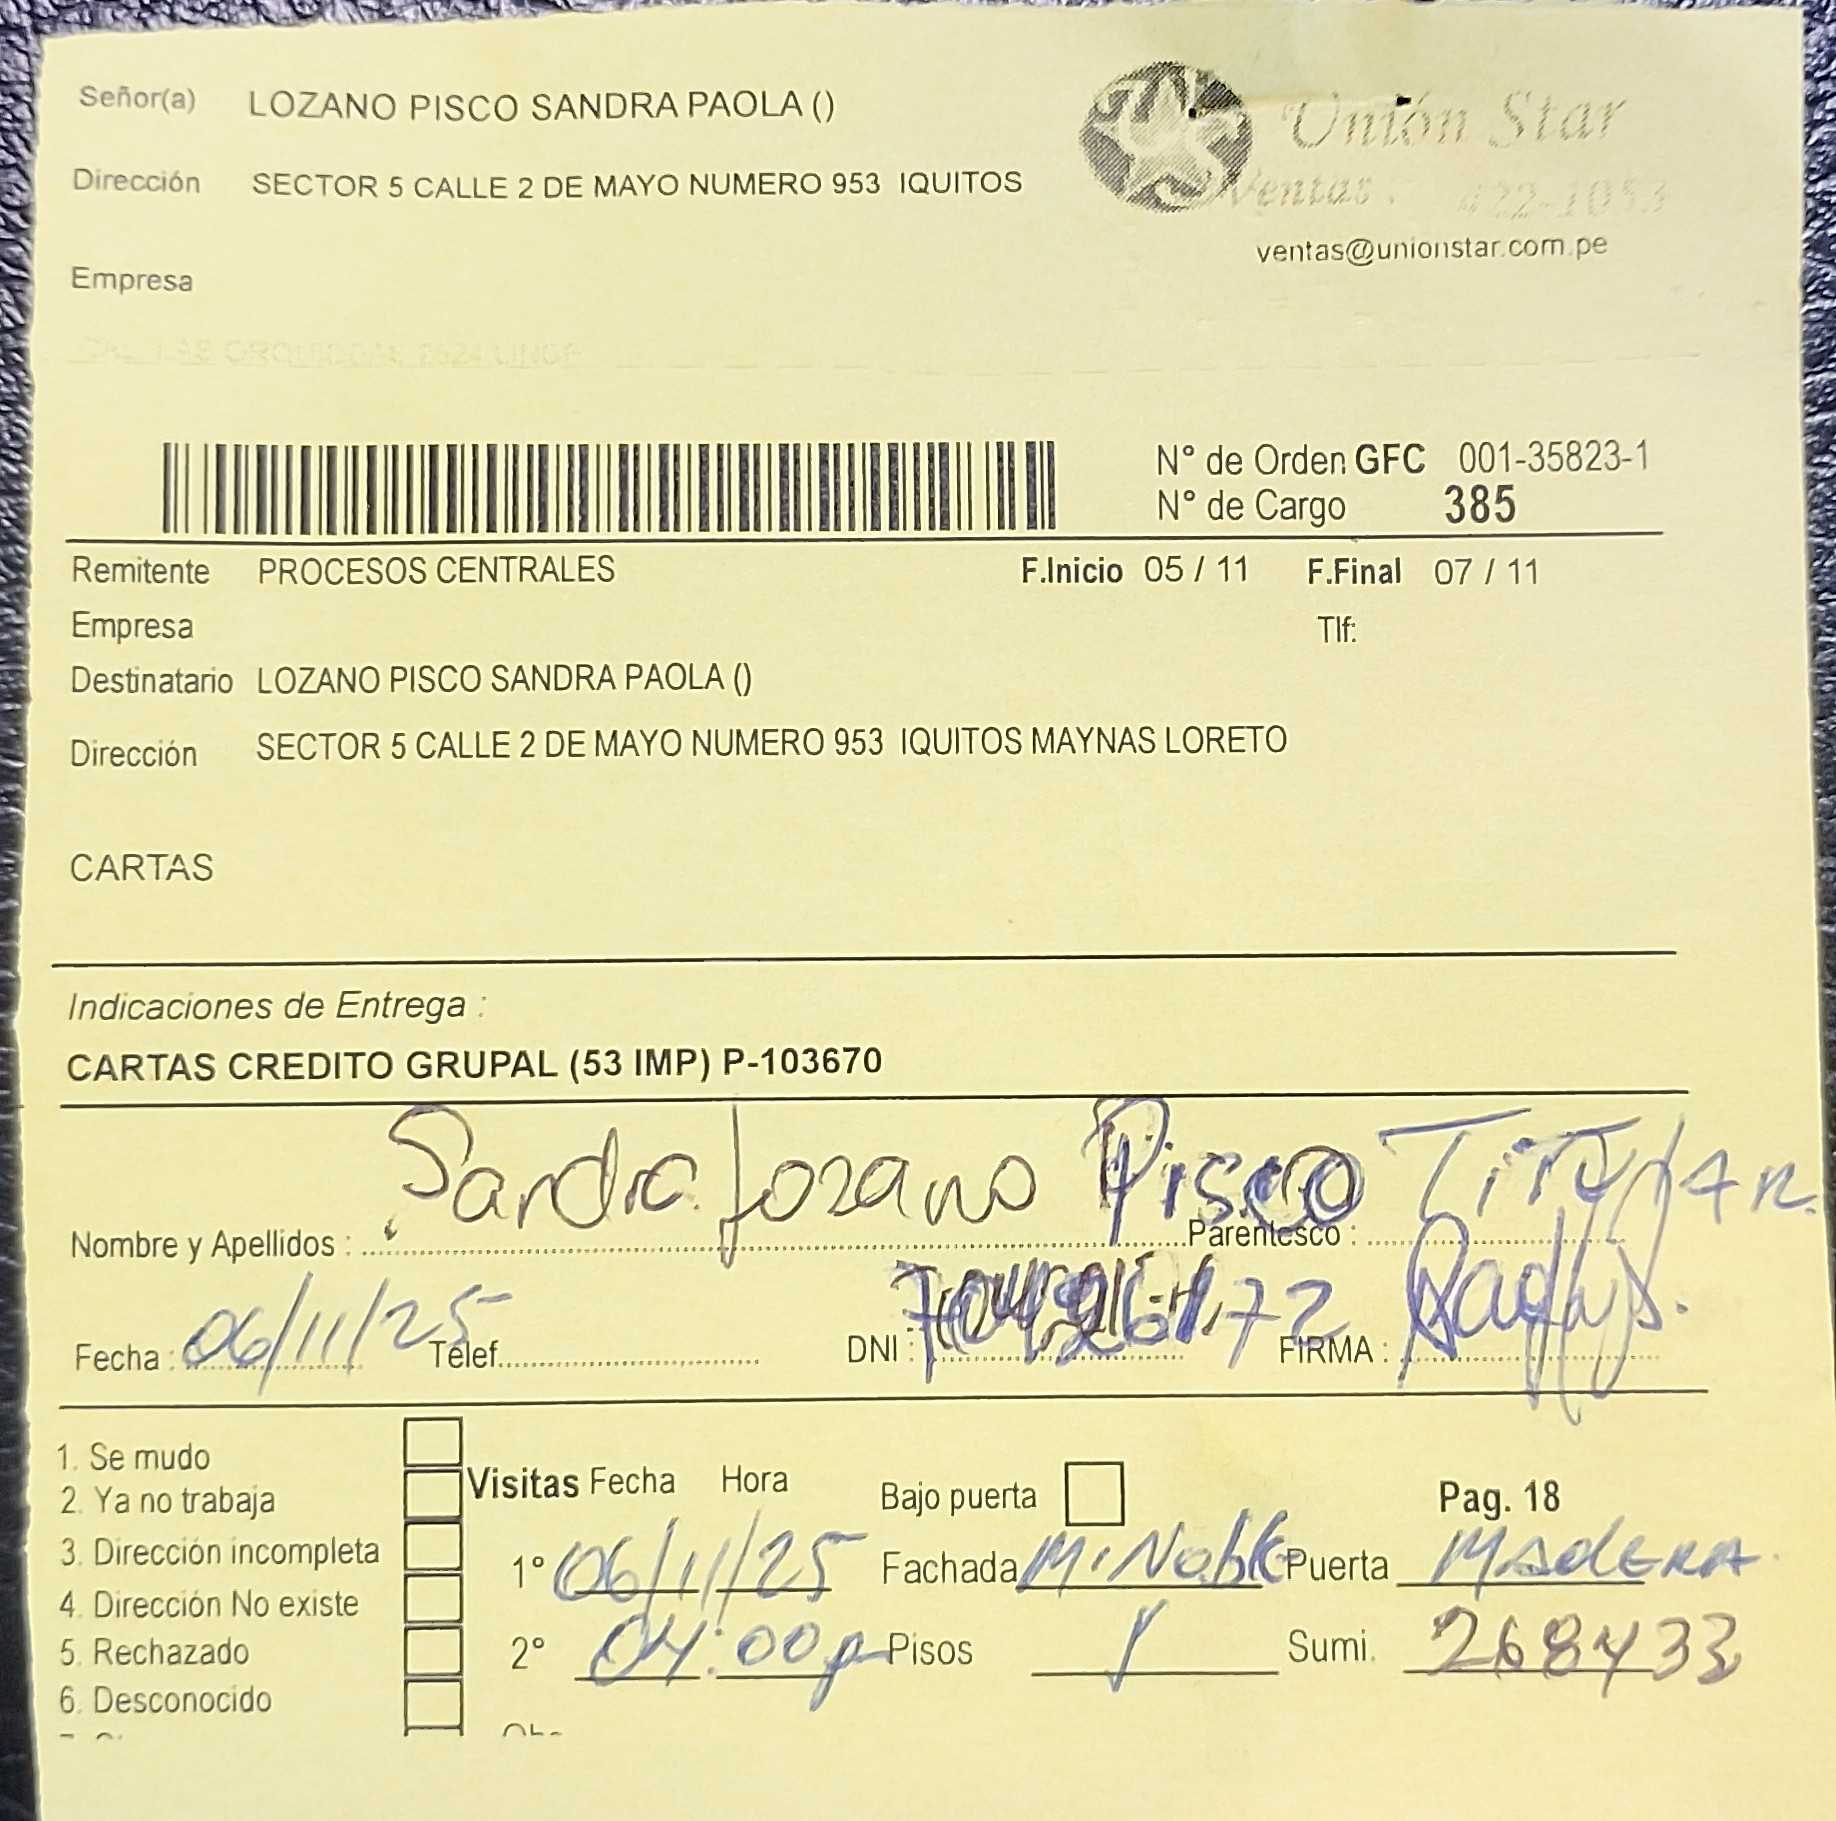 Señor(a) LOZANO PISCO SANDRA PAOLA ()
Unión Star
Dirección SECTOR 5 CALLE 2 DE MAYO NUMERO 953 IQUITOS
Ventas : 422-1053
ventas@unionstar.com.pe
Empresa
N° de Orden GFC 001-35823-1
N° de Cargo 385
Remitente PROCESOS CENTRALES F.Inicio 05 / 11 F.Final 07 / 11
Empresa Tlf:
Destinatario LOZANO PISCO SANDRA PAOLA ()
Dirección SECTOR 5 CALLE 2 DE MAYO NUMERO 953 IQUITOS MAYNAS LORETO
CARTAS
Indicaciones de Entrega :
CARTAS CREDITO GRUPAL (53 IMP) P-103670
Sandra Lozano Pisco TITULAR.
Nombre y Apellidos : Parentesco :
Fecha : 06/11/25 Télef. DNI : FIRMA :
1. Se mudo
2. Ya no trabaja
3. Dirección incompleta
4. Dirección No existe
5. Rechazado
6. Desconocido
Visitas Fecha Hora Bajo puerta Pag. 18
1° 06/11/25 Fachada M. Noble Puerta MADERA
2° 04:00p Pisos 1 Sumi. 268433